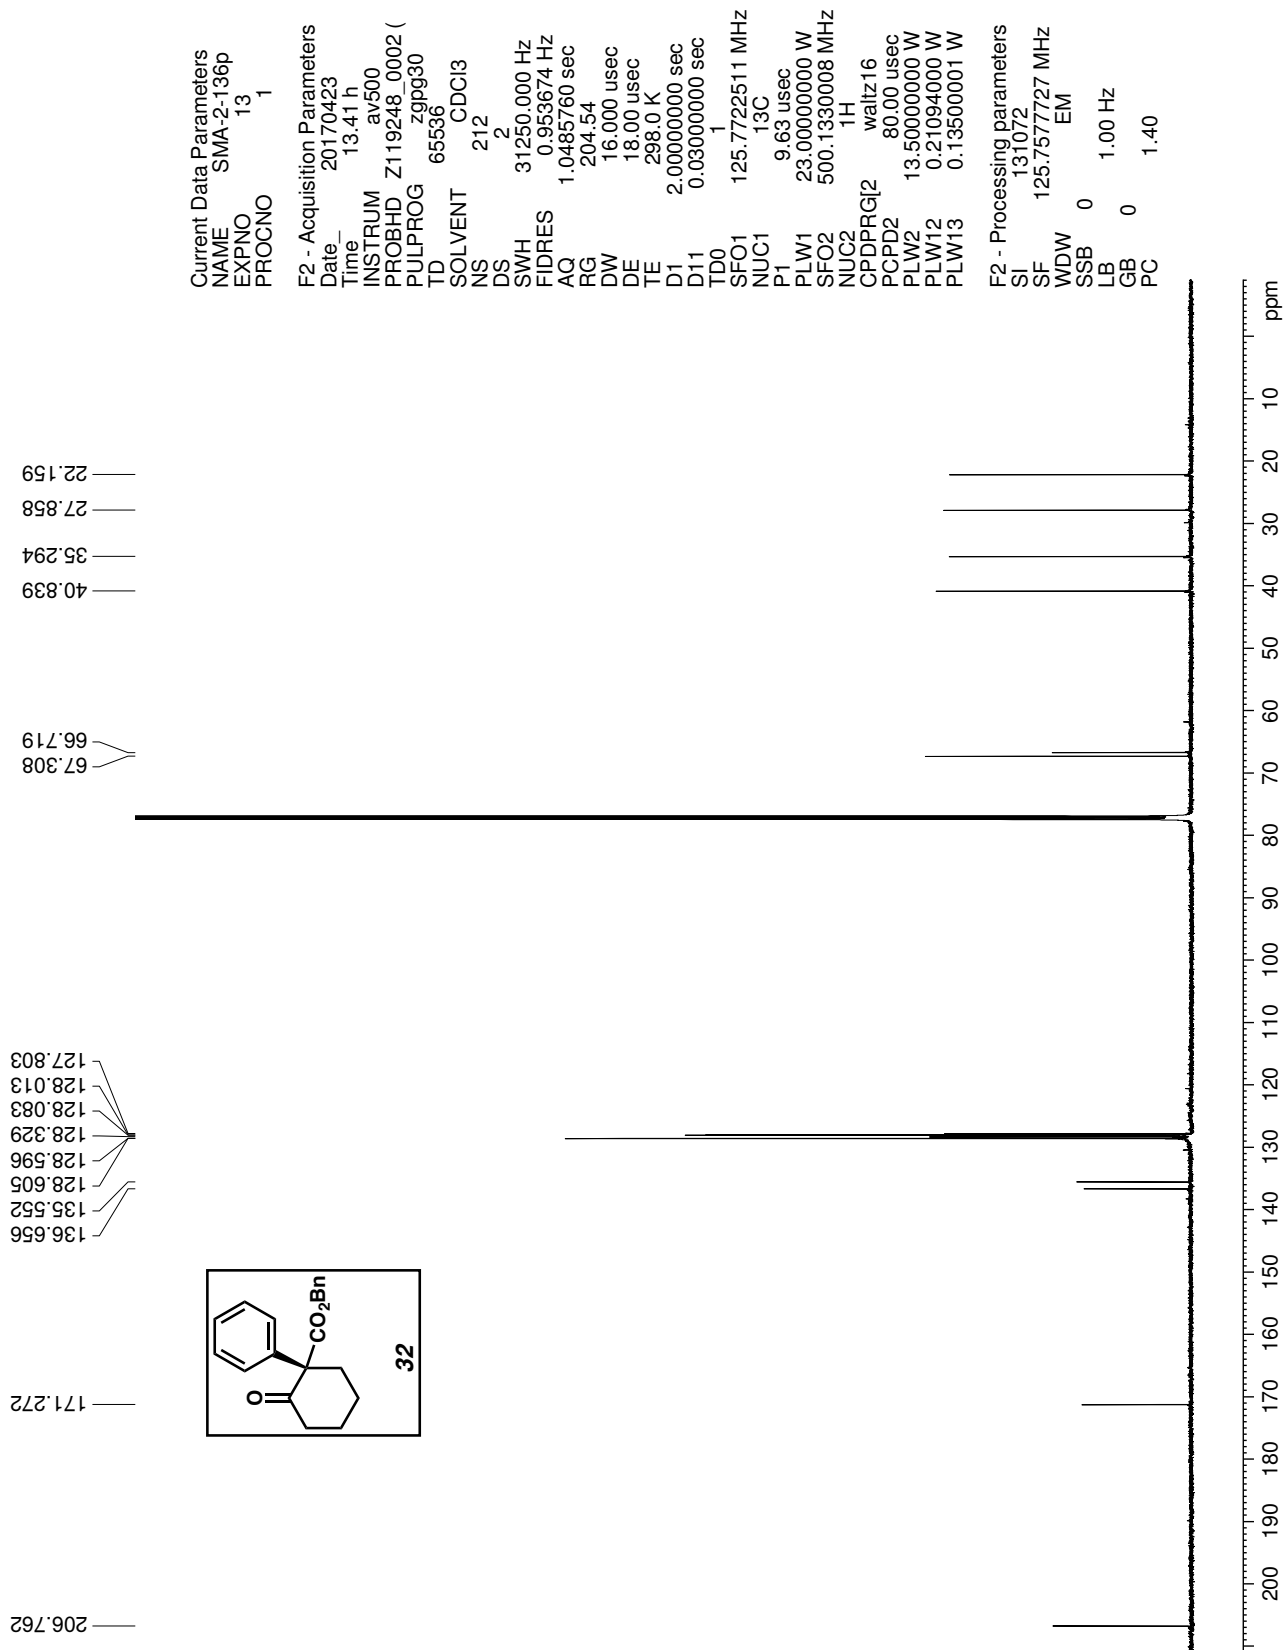 Current Data Parameters
NAME SMA-2-136p
EXPNO 13
PROCNO 1
F2 - Acquisition Parameters
Date_ 20170423
Time 13.41 h
INSTRUM av500
PROBHD Z119248_0002 (
PULPROG zgpg30
TD 65536
SOLVENT CDCl3
NS 212
DS 2
SWH 31250.000 Hz
FIDRES 0.953674 Hz
AQ 1.0485760 sec
RG 204.54
DW 16.000 usec
DE 18.00 usec
TE 298.0 K
D1 2.00000000 sec
D11 0.03000000 sec
TD0 1
SFO1 125.7722511 MHz
NUC1 13C
P1 9.63 usec
PLW1 23.00000000 W
SFO2 500.1330008 MHz
NUC2 1H
CPDPRG[2 waltz16
PCPD2 80.00 usec
PLW2 13.50000000 W
PLW12 0.21094000 W
PLW13 0.13500001 W
F2 - Processing parameters
SI 131072
SF 125.7577727 MHz
WDW EM
SSB 0
LB 1.00 Hz
GB 0
PC 1.40
206.762
171.272
136.656
135.552
128.605
128.596
128.329
128.083
128.013
127.803
67.308
66.719
40.839
35.294
27.858
22.159
O
CO2Bn
32
200 190 180 170 160 150 140 130 120 110 100 90 80 70 60 50 40 30 20 10 ppm